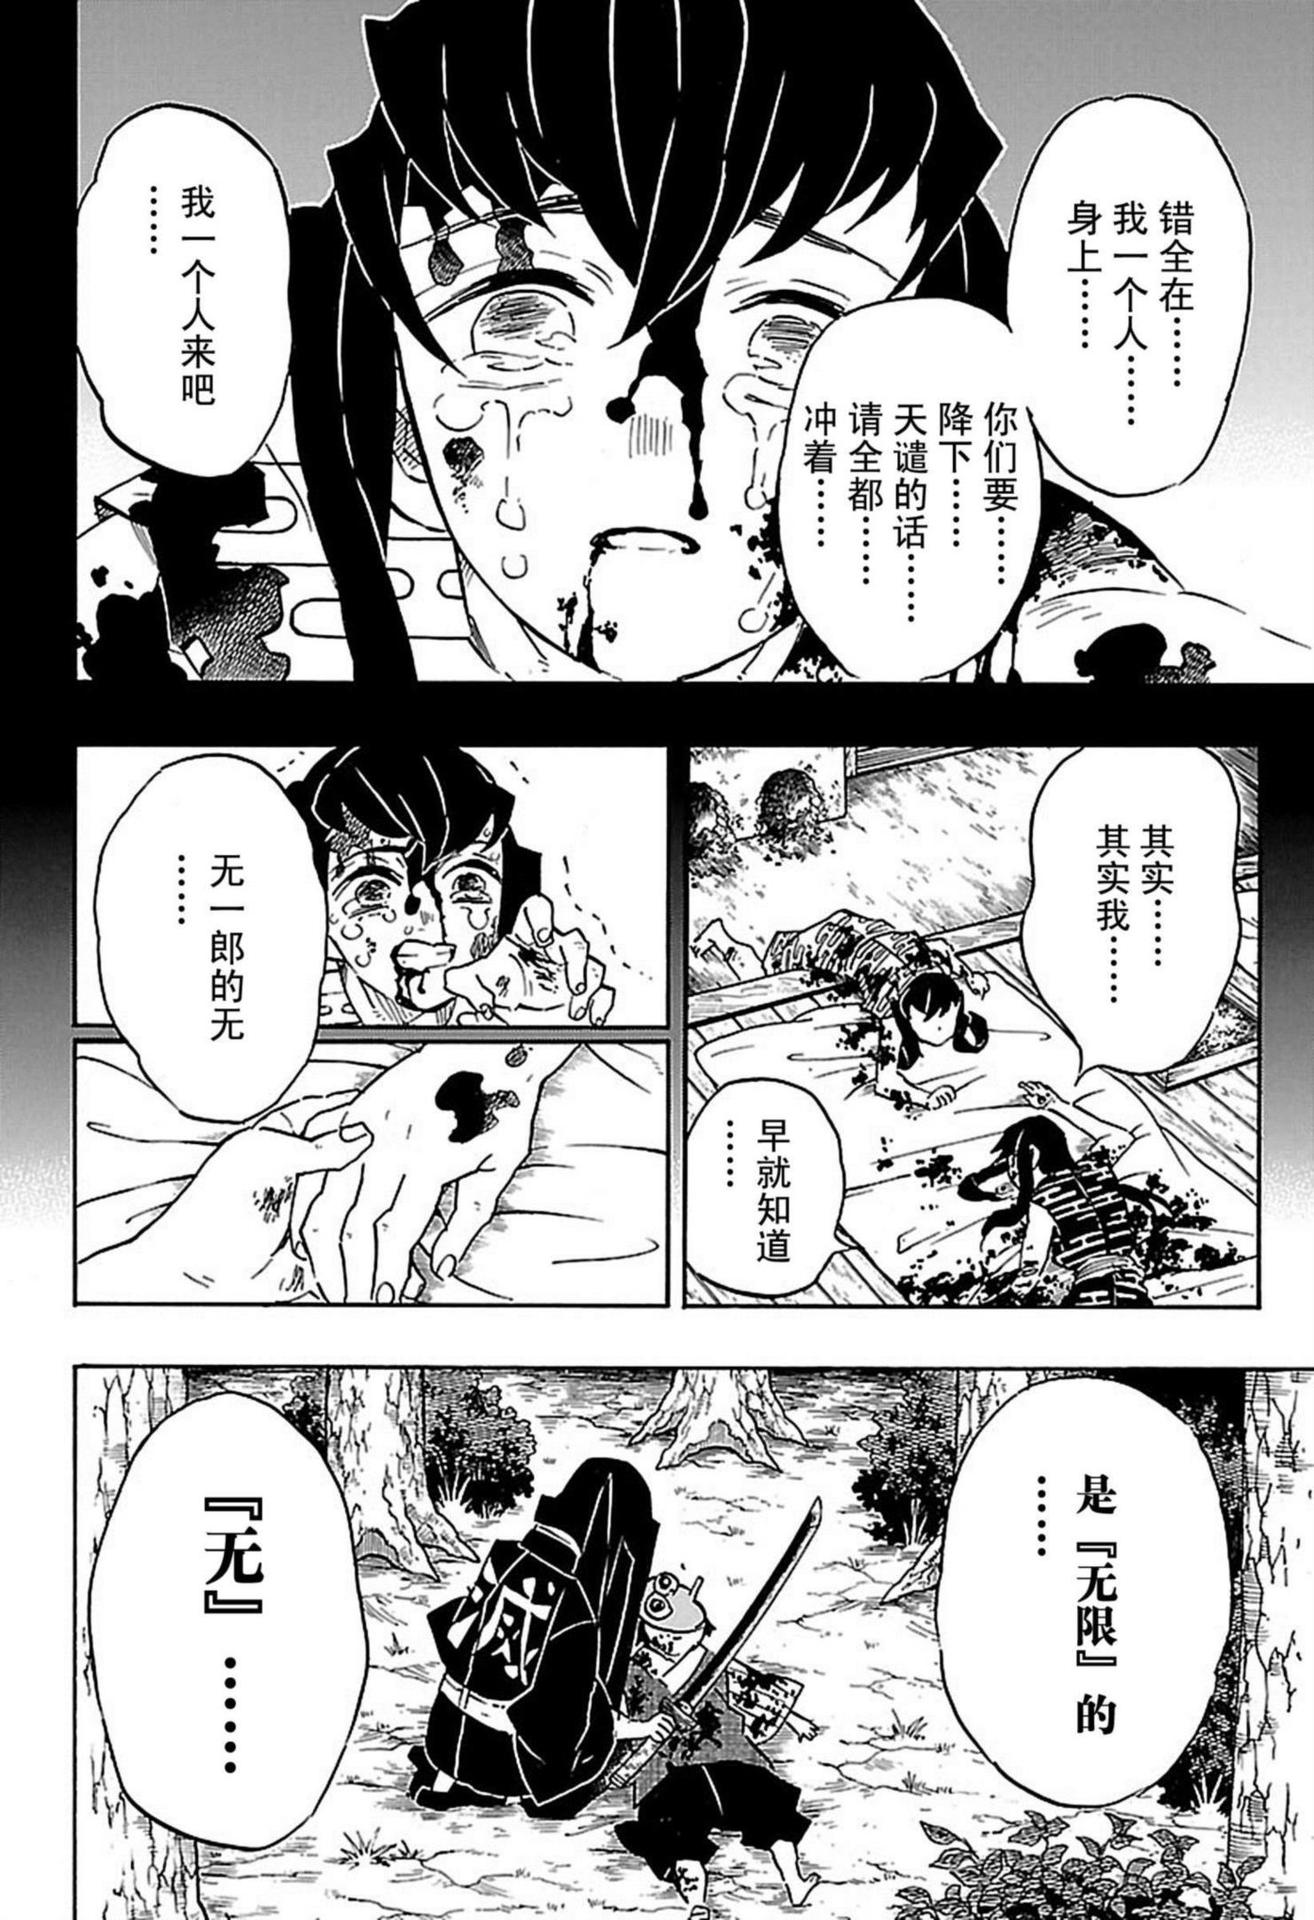 错全在……
我一个人……
身上……
你们要……
降下……
天谴的话……
请全都……
冲着……
我一个人来吧
……
其实……
其实我……
早就知道
……
无一郎的无
……
是『无限』的
……
『无』……
滅